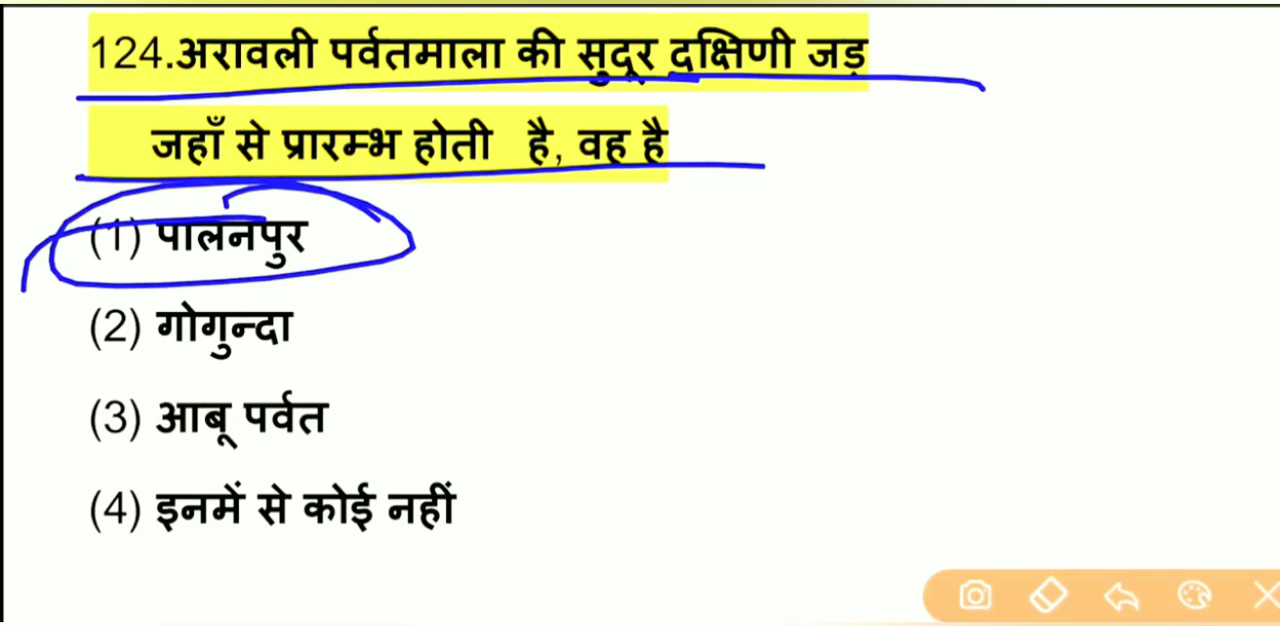 124.अरावली पर्वतमाला की सुदूर दक्षिणी जड़
जहाँ से प्रारम्भ होती है, वह है
(1) पालनपुर
(2) गोगुन्दा
(3) आबू पर्वत
(4) इनमें से कोई नहीं